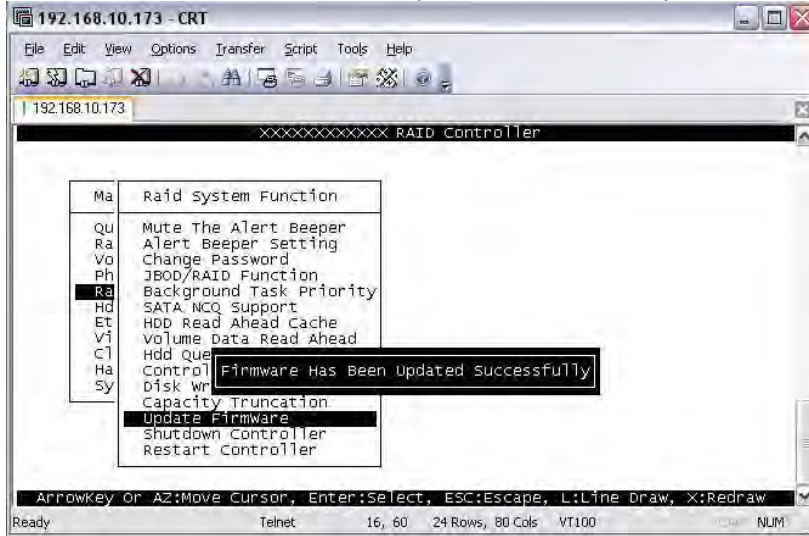 192.168.10.173 - CRT
File Edit View Options Transfer Script Tools Help
192.168.10.173
XXXXXXXXXXXX RAID Controller
Ma
Qu
Ra
Vo
Ph
Ra
Hd
Et
Vi
Cl
Ha
Sy
Raid System Function
Mute The Alert Beeper
Alert Beeper Setting
Change Password
JBOD/RAID Function
Background Task Priority
SATA NCQ Support
HDD Read Ahead Cache
Volume Data Read Ahead
Hdd Que
Control
Disk Wr
Capacity Truncation
Update FirmWare
Shutdown Controller
Restart Controller
Firmware Has Been Updated Successfully
ArrowKey Or AZ:Move Cursor, Enter:Select, ESC:Escape, L:Line Draw, X:Redraw
Ready Telnet 16, 60 24 Rows, 80 Cols VT100 NUM